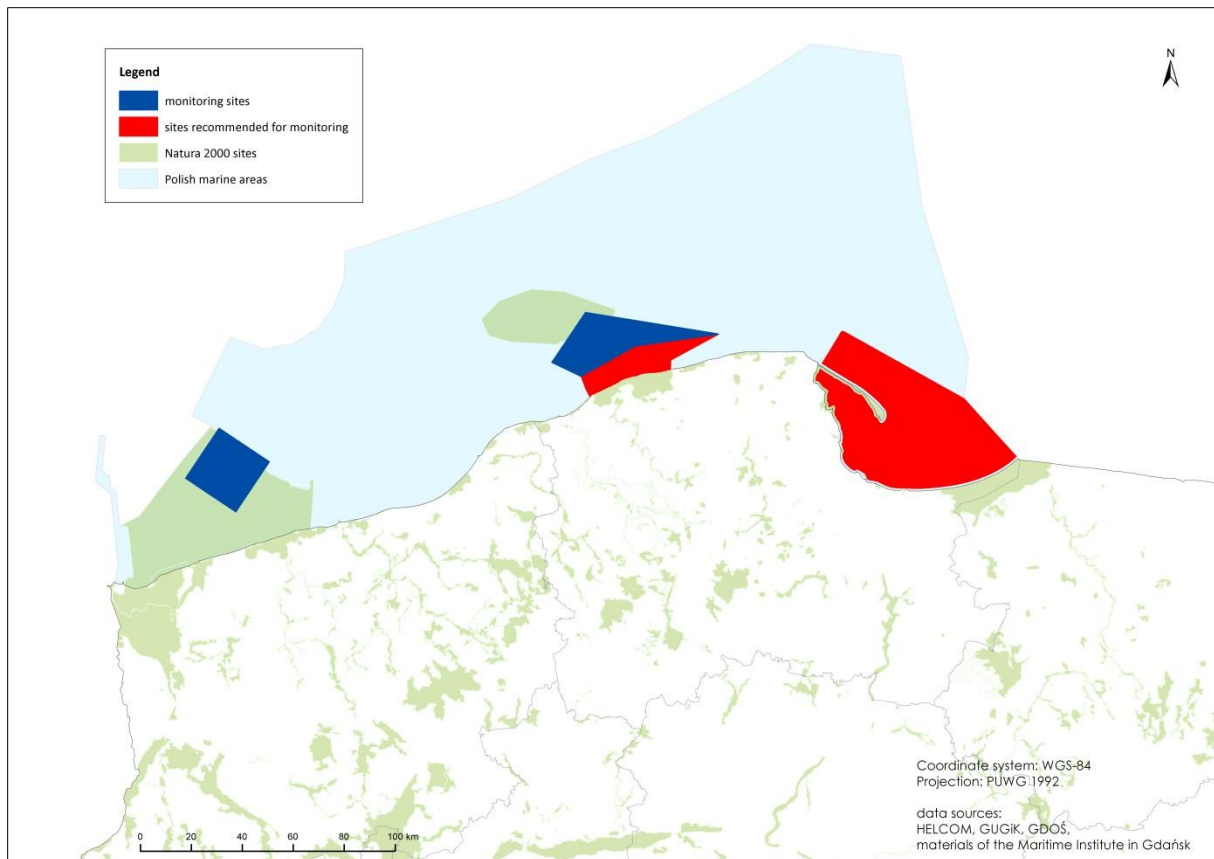 Legend
monitoring sites
sites recommended for monitoring
Natura 2000 sites
Polish marine areas
N
Coordinate system: WGS-84
Projection: PUWG 1992
data sources:
HELCOM, GUGiK, GDOŚ,
materials of the Maritime Institute in Gdańsk
0 20 40 60 80 100 km